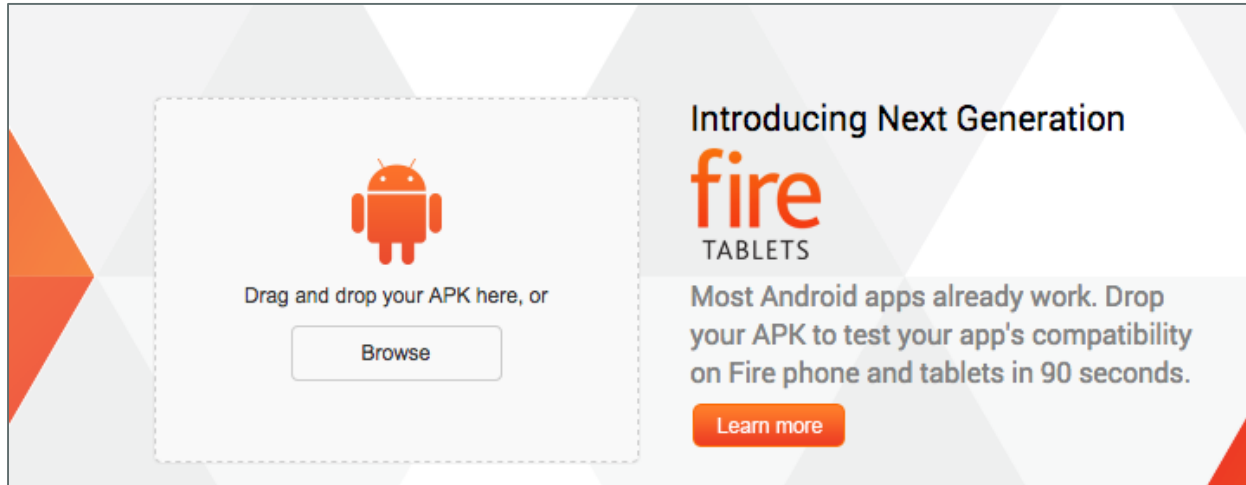 Drag and drop your APK here, or
Browse
Introducing Next Generation
fire
TABLETS
Most Android apps already work. Drop
your APK to test your app's compatibility
on Fire phone and tablets in 90 seconds.
Learn more